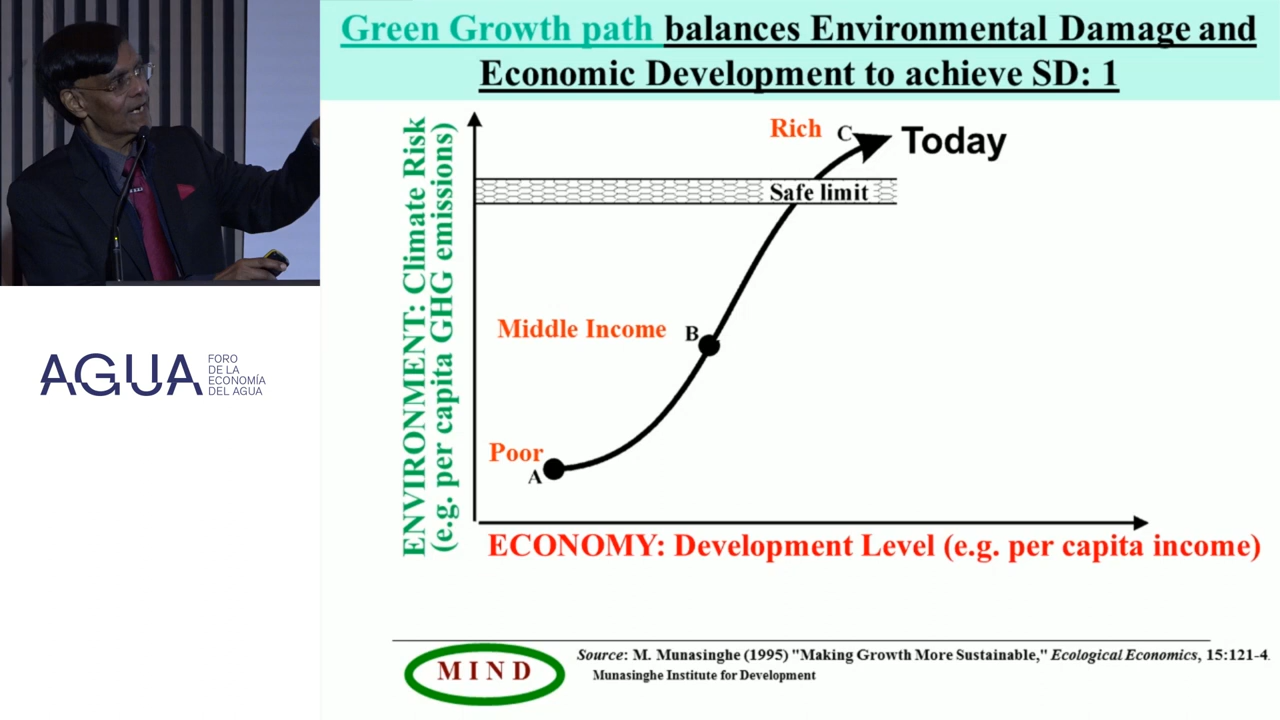 Green Growth path balances Environmental Damage and
Economic Development to achieve SD: 1
AGUA
FORO
DE LA
ECONOMÍA
DEL AGUA
ENVIRONMENT: Climate Risk
(e.g. per capita GHG emissions)
Rich
C
Today
Safe limit
Middle Income
B
Poor
A
ECONOMY: Development Level (e.g. per capita income)
MIND
Source: M. Munasinghe (1995) "Making Growth More Sustainable," Ecological Economics, 15:121-4.
Munasinghe Institute for Development